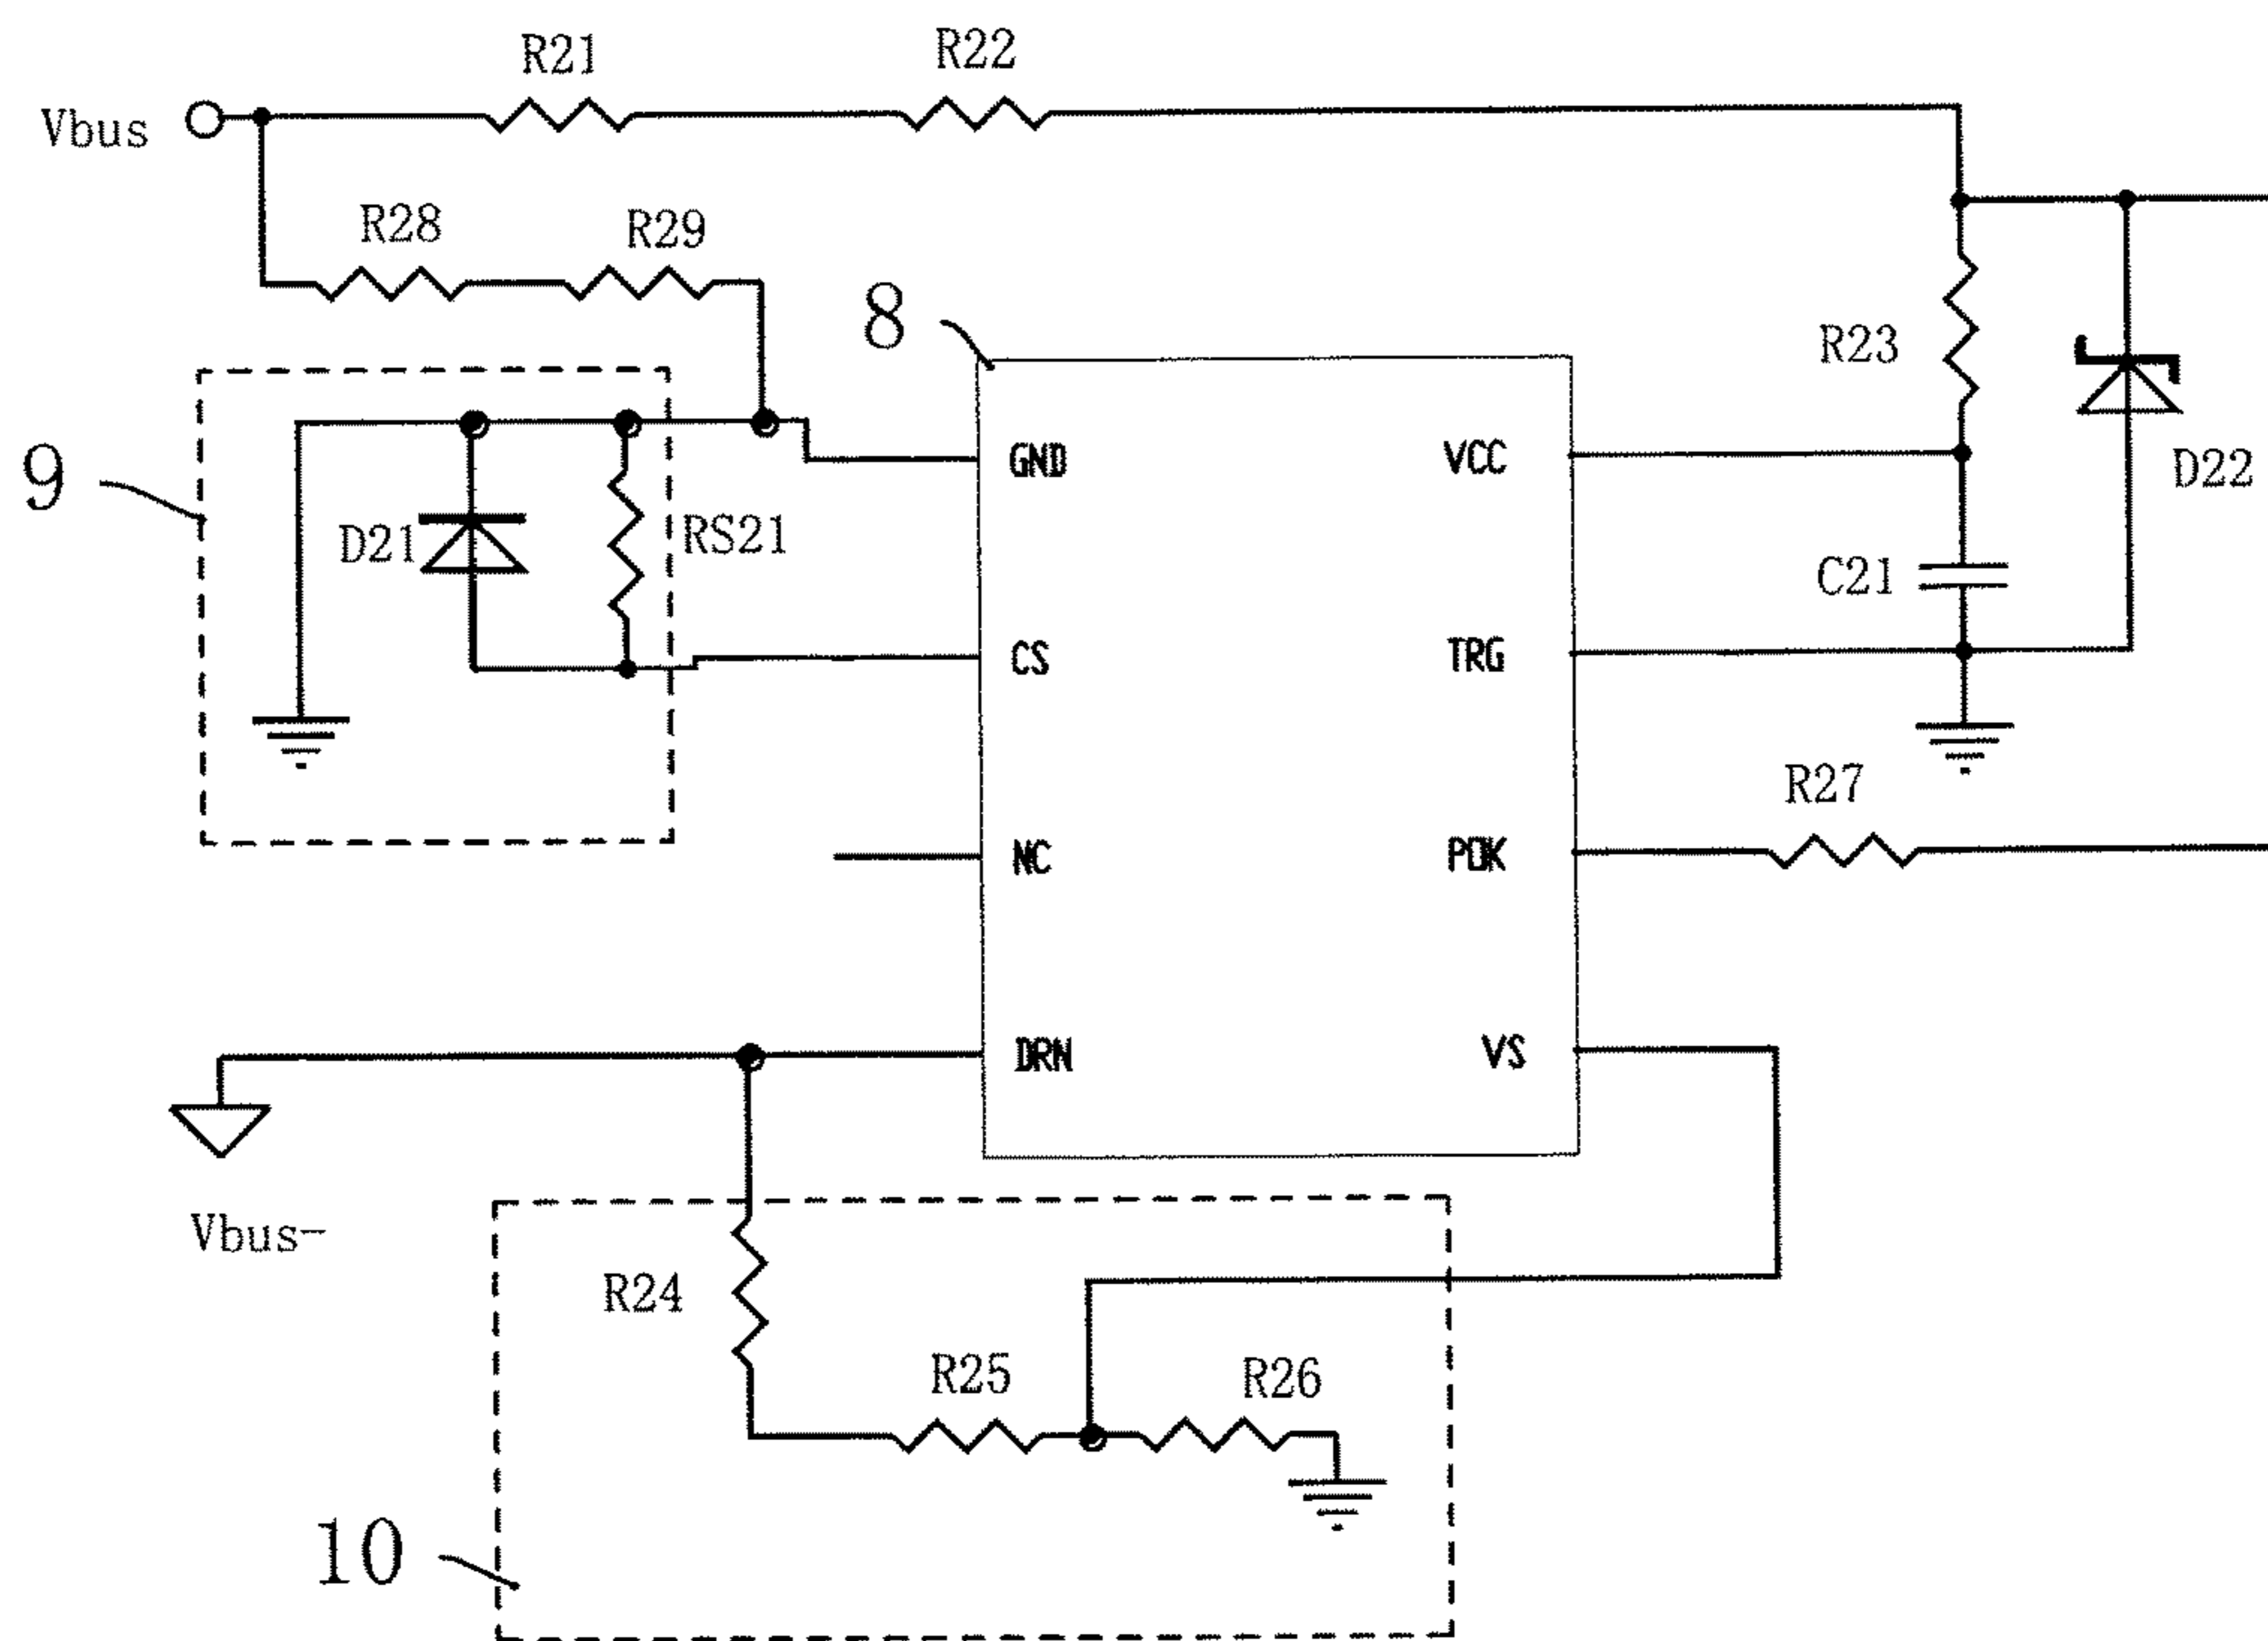 R21
R22
Vbus
R28
R29
8
R23
9
GND
VCC
D22
D21
RS21
C21
CS
TRG
R27
NC
POK
DRN
VS
Vbus-
R24
R25
R26
10